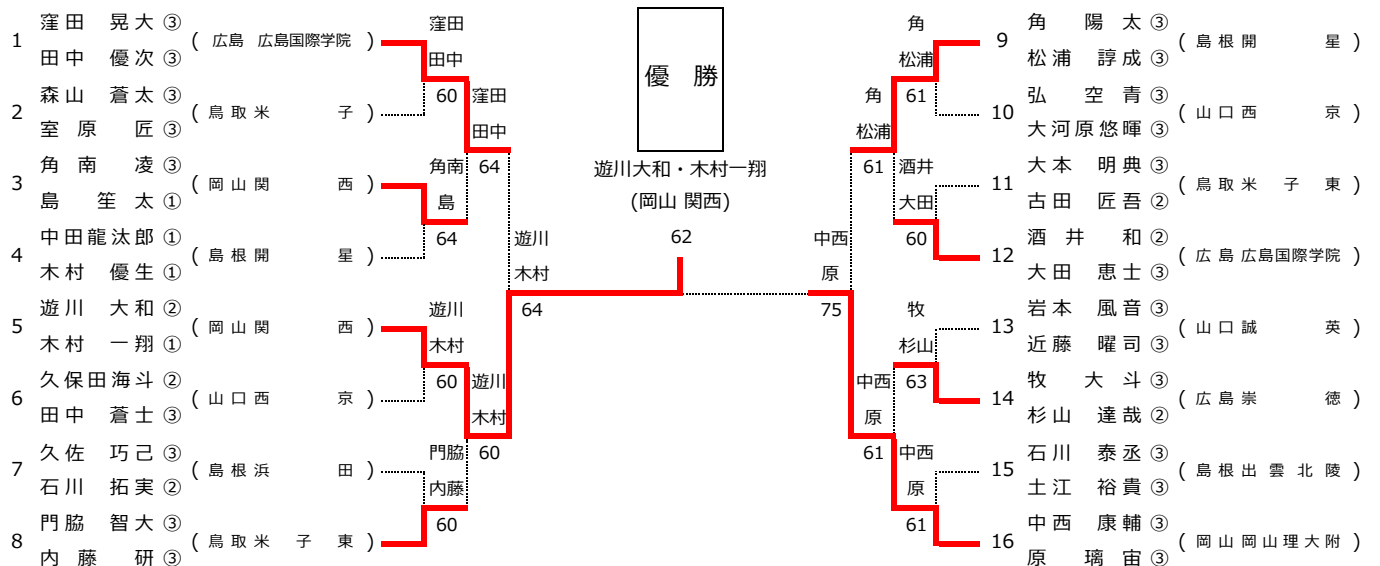 優 勝
遊川大和・木村一翔
(岡山 関西)
62
1
窪田 晃大 ③
田中 優次 ③
( 広島 広島国際学院 )
2
森山 蒼太 ③
室原 匠 ③
( 鳥取 米子 )
3
角南 凌 ③
島 笙太 ①
( 岡山 関西 )
4
中田龍汰郎 ①
木村 優生 ①
( 島根 開星 )
5
遊川 大和 ②
木村 一翔 ①
( 岡山 関西 )
6
久保田海斗 ②
田中 蒼士 ③
( 山口 西京 )
7
久佐 巧己 ③
石川 拓実 ②
( 島根 浜田 )
8
門脇 智大 ③
内藤 研 ③
( 鳥取 米子東 )
窪田
田中
60
角南
島
64
遊川
木村
60
門脇
内藤
60
窪田
田中
64
遊川
木村
60
遊川
木村
64
中西
原
75
角
松浦
61
中西
原
61
角
松浦
61
酒井
大田
60
牧
杉山
63
中西
原
61
9
角 陽太 ③
松浦 諄成 ③
( 島根 開星 )
10
弘 空青 ③
大河原悠暉 ③
( 山口 西京 )
11
大本 明典 ③
古田 匠吾 ②
( 鳥取 米子東 )
12
酒井 和 ②
大田 恵士 ③
( 広島 広島国際学院 )
13
岩本 風音 ③
近藤 曜司 ③
( 山口 誠英 )
14
牧 大斗 ③
杉山 達哉 ②
( 広島 崇徳 )
15
石川 泰丞 ③
土江 裕貴 ③
( 島根 出雲北陵 )
16
中西 康輔 ③
原 璃宙 ③
( 岡山 岡山理大附 )